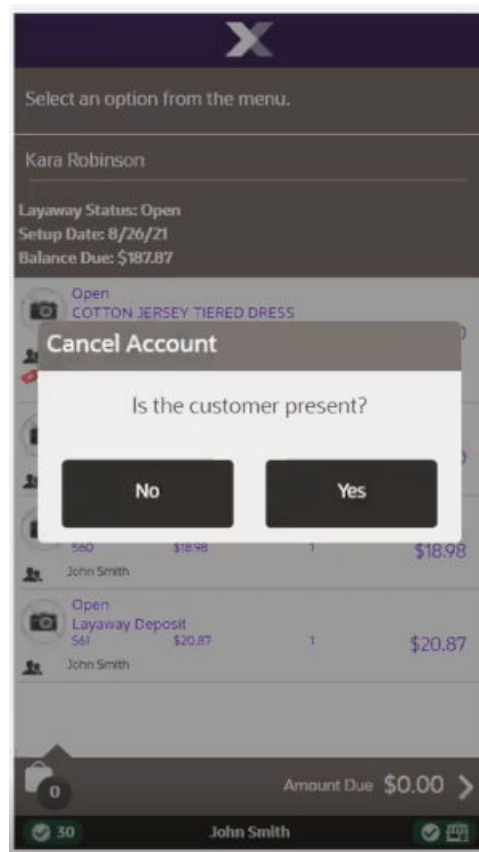 Select an option from the menu.
Kara Robinson
Layaway Status: Open
Setup Date: 8/26/21
Balance Due: $187.87
Open
COTTON JERSEY TIERED DRESS
Cancel Account
Is the customer present?
No Yes
560 $18.98 1 $18.98
John Smith
Open
Layaway Deposit
561 $20.87 1 $20.87
John Smith
0 Amount Due $0.00
30 John Smith